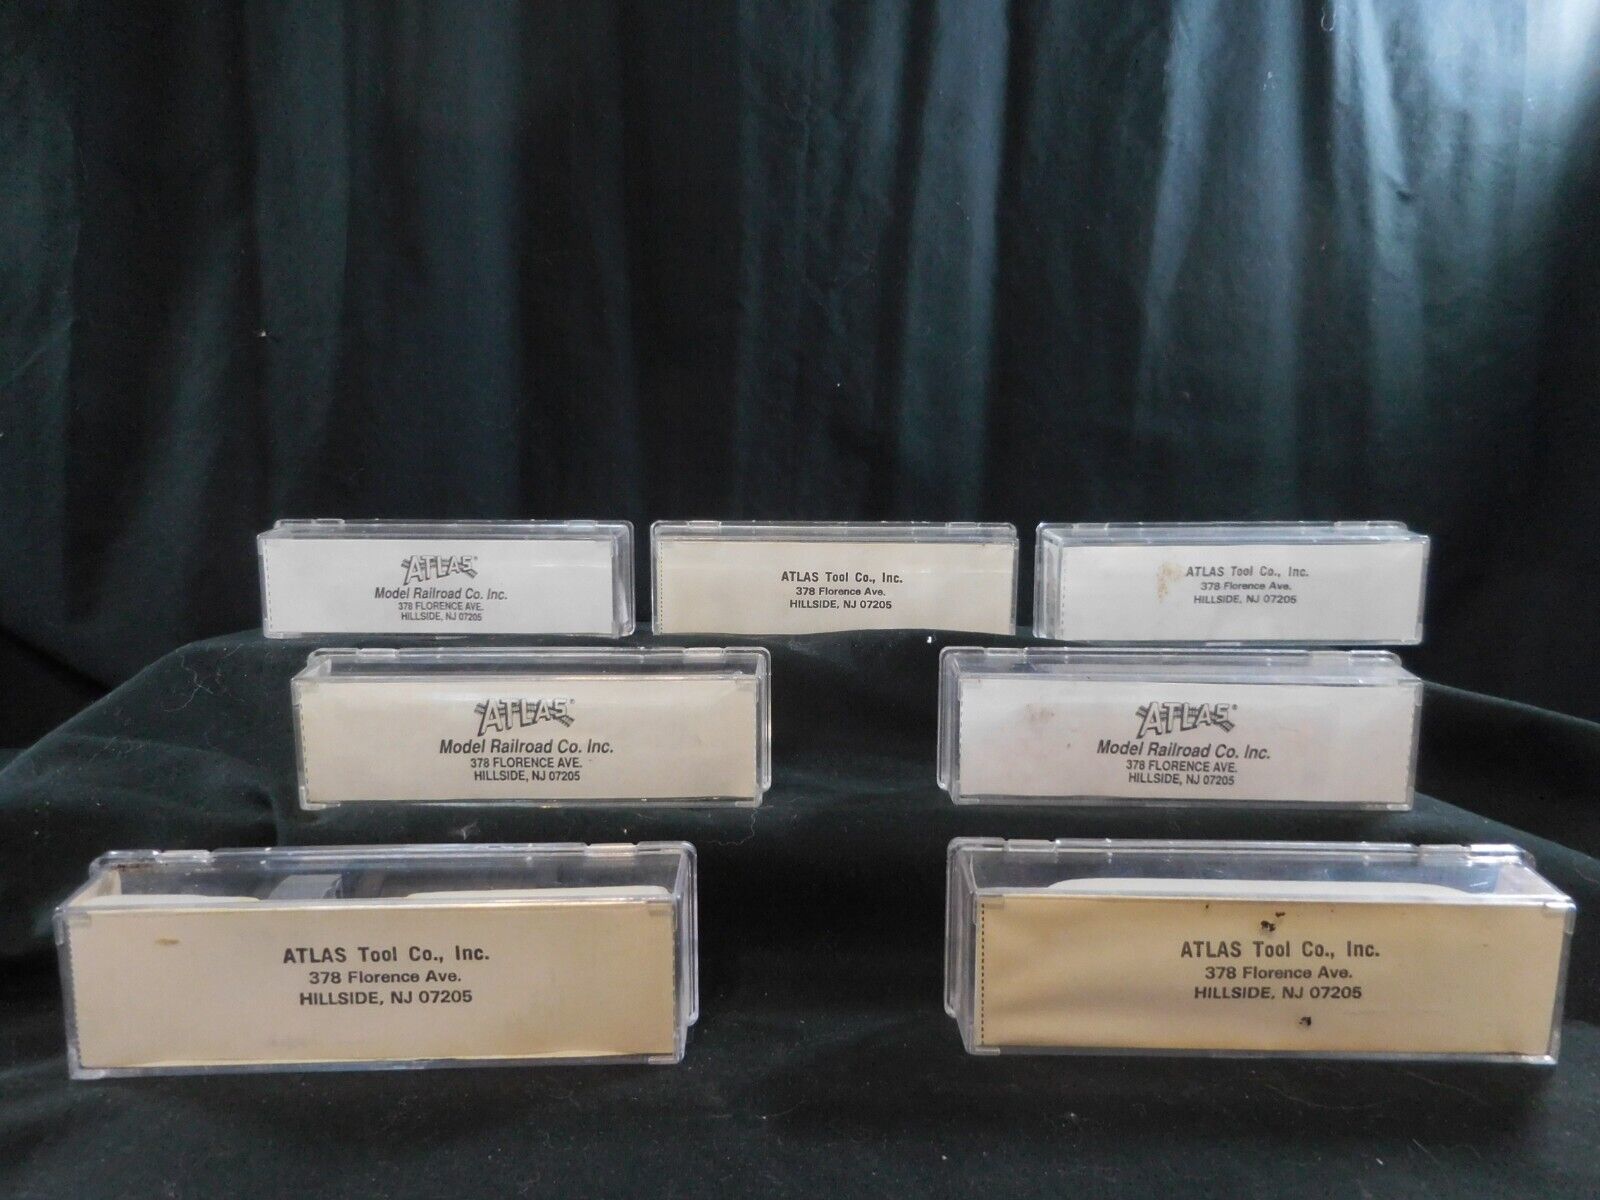 ATLAS®
Model Railroad Co. Inc.
378 FLORENCE AVE.
HILLSIDE, NJ 07205
ATLAS Tool Co., Inc.
378 Florence Ave.
HILLSIDE, NJ 07205
ATLAS Tool Co., Inc.
378 Florence Ave.
HILLSIDE, NJ 07205
ATLAS®
Model Railroad Co. Inc.
378 FLORENCE AVE.
HILLSIDE, NJ 07205
ATLAS®
Model Railroad Co. Inc.
378 FLORENCE AVE.
HILLSIDE, NJ 07205
ATLAS Tool Co., Inc.
378 Florence Ave.
HILLSIDE, NJ 07205
ATLAS Tool Co., Inc.
378 Florence Ave.
HILLSIDE, NJ 07205